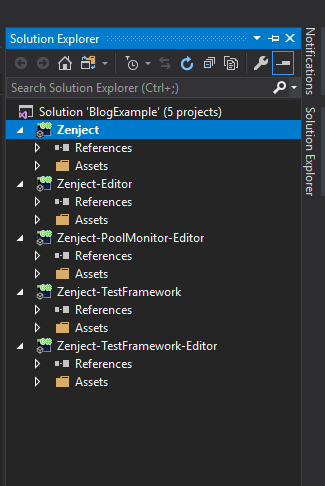 Solution Explorer
Search Solution Explorer (Ctrl+;)
Solution 'BlogExample' (5 projects)
Zenject
References
Assets
Zenject-Editor
References
Assets
Zenject-PoolMonitor-Editor
References
Assets
Zenject-TestFramework
References
Assets
Zenject-TestFramework-Editor
References
Assets
Notifications
Solution Explorer